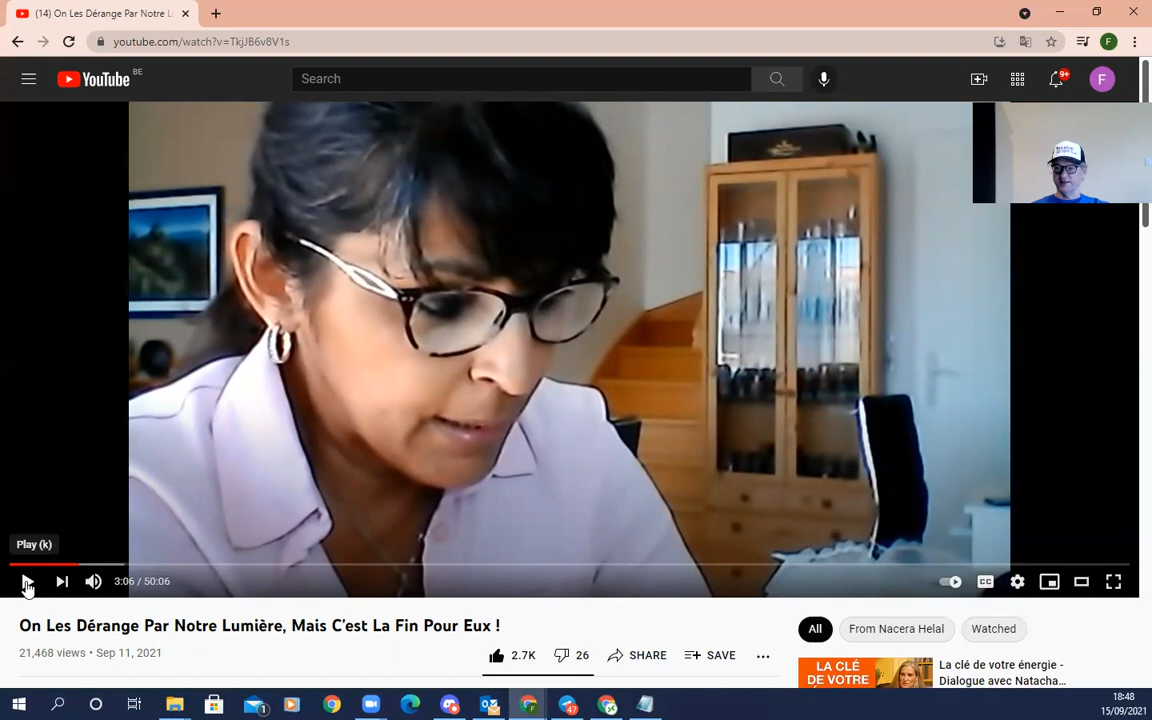 (14) On Les Dérange Par Notre L
youtube.com/watch?v=TkjJB6v8V1s
F
YouTube BE
Search
9+
F
Play (k)
3:06 / 50:06
CC
On Les Dérange Par Notre Lumière, Mais C'est La Fin Pour Eux !
21,468 views • Sep 11, 2021
2.7K
26
SHARE
SAVE
All
From Nacera Helal
Watched
LA CLÉ
DE VOTRE
La clé de votre énergie -
Dialogue avec Natacha...
1
47
18:48
15/09/2021